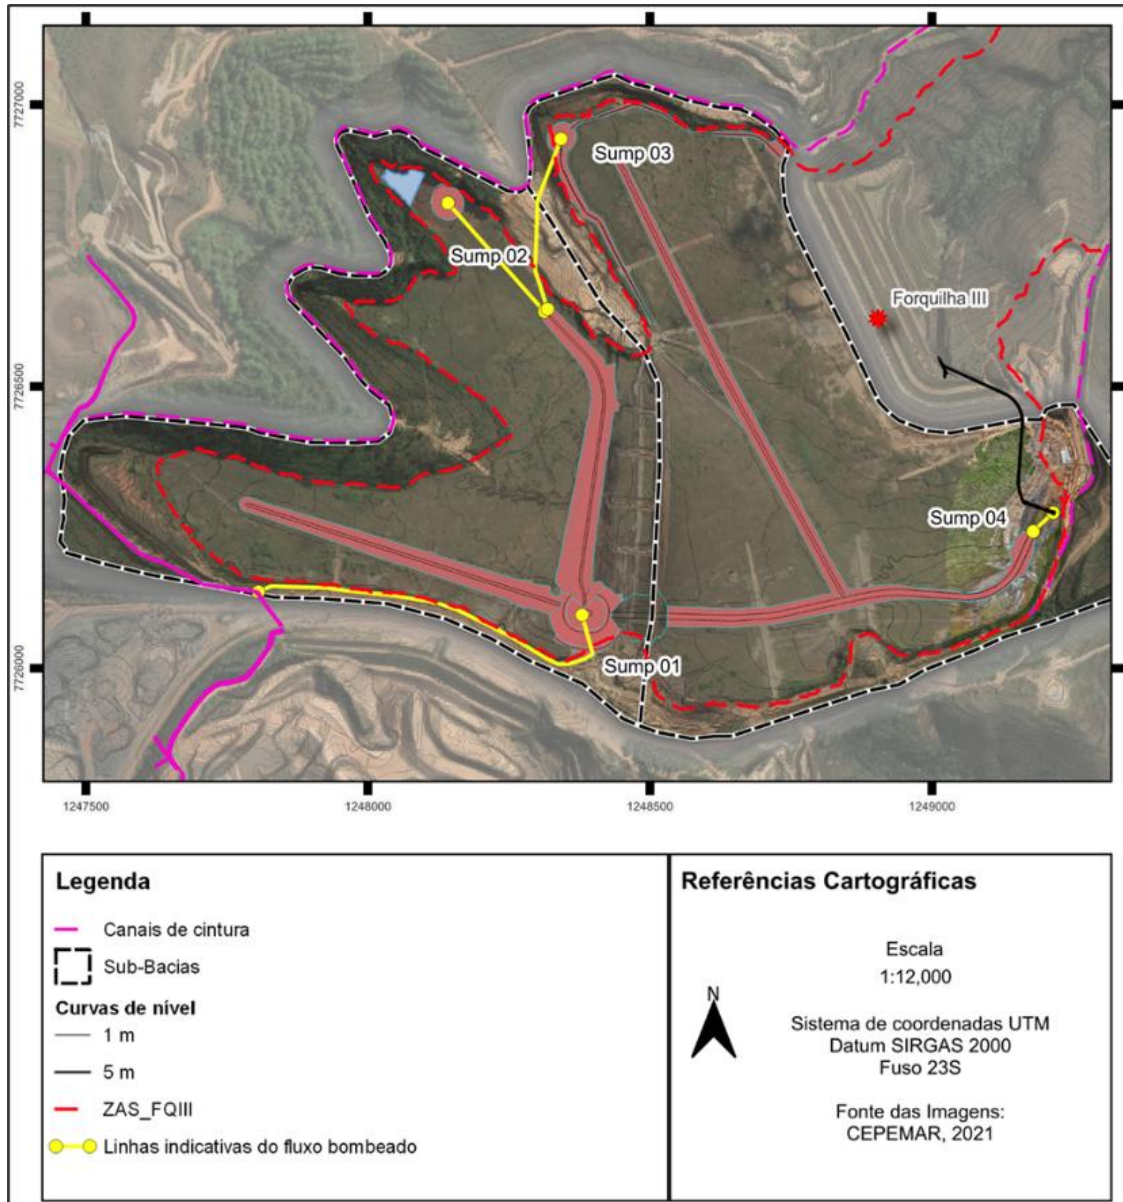 7727000
7726500
7726000
Sump 03
Sump 02
Forquilha III
Sump 04
Sump 01
1247500
1248000
1248500
1249000
Legenda
Canais de cintura
Sub-Bacias
Curvas de nível
1 m
5 m
ZAS_FQIII
Linhas indicativas do fluxo bombeado
Referências Cartográficas
Escala
1:12,000
N
Sistema de coordenadas UTM
Datum SIRGAS 2000
Fuso 23S
Fonte das Imagens:
CEPEMAR, 2021